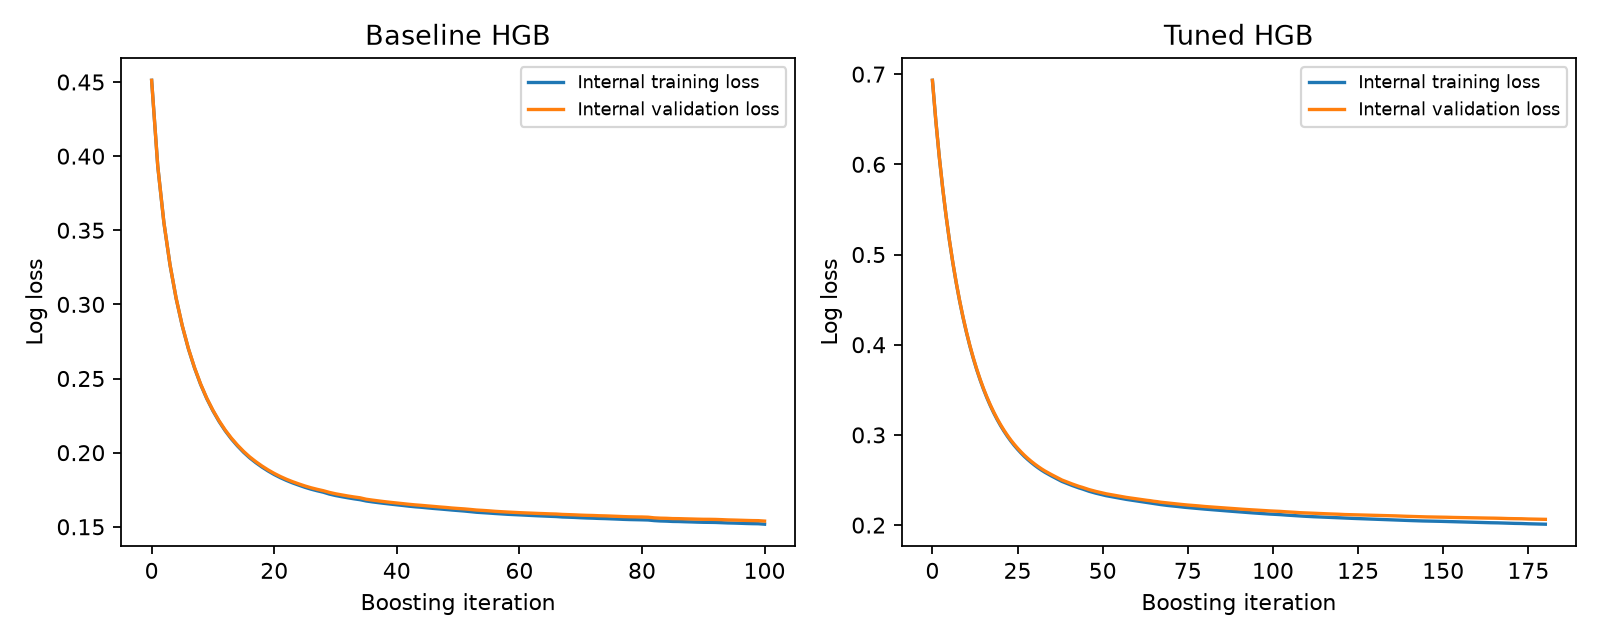 Baseline HGB
Internal training loss
Internal validation loss
Log loss
0.45
0.40
0.35
0.30
0.25
0.20
0.15
0
20
40
60
80
100
Boosting iteration
Tuned HGB
Internal training loss
Internal validation loss
Log loss
0.7
0.6
0.5
0.4
0.3
0.2
0
25
50
75
100
125
150
175
Boosting iteration